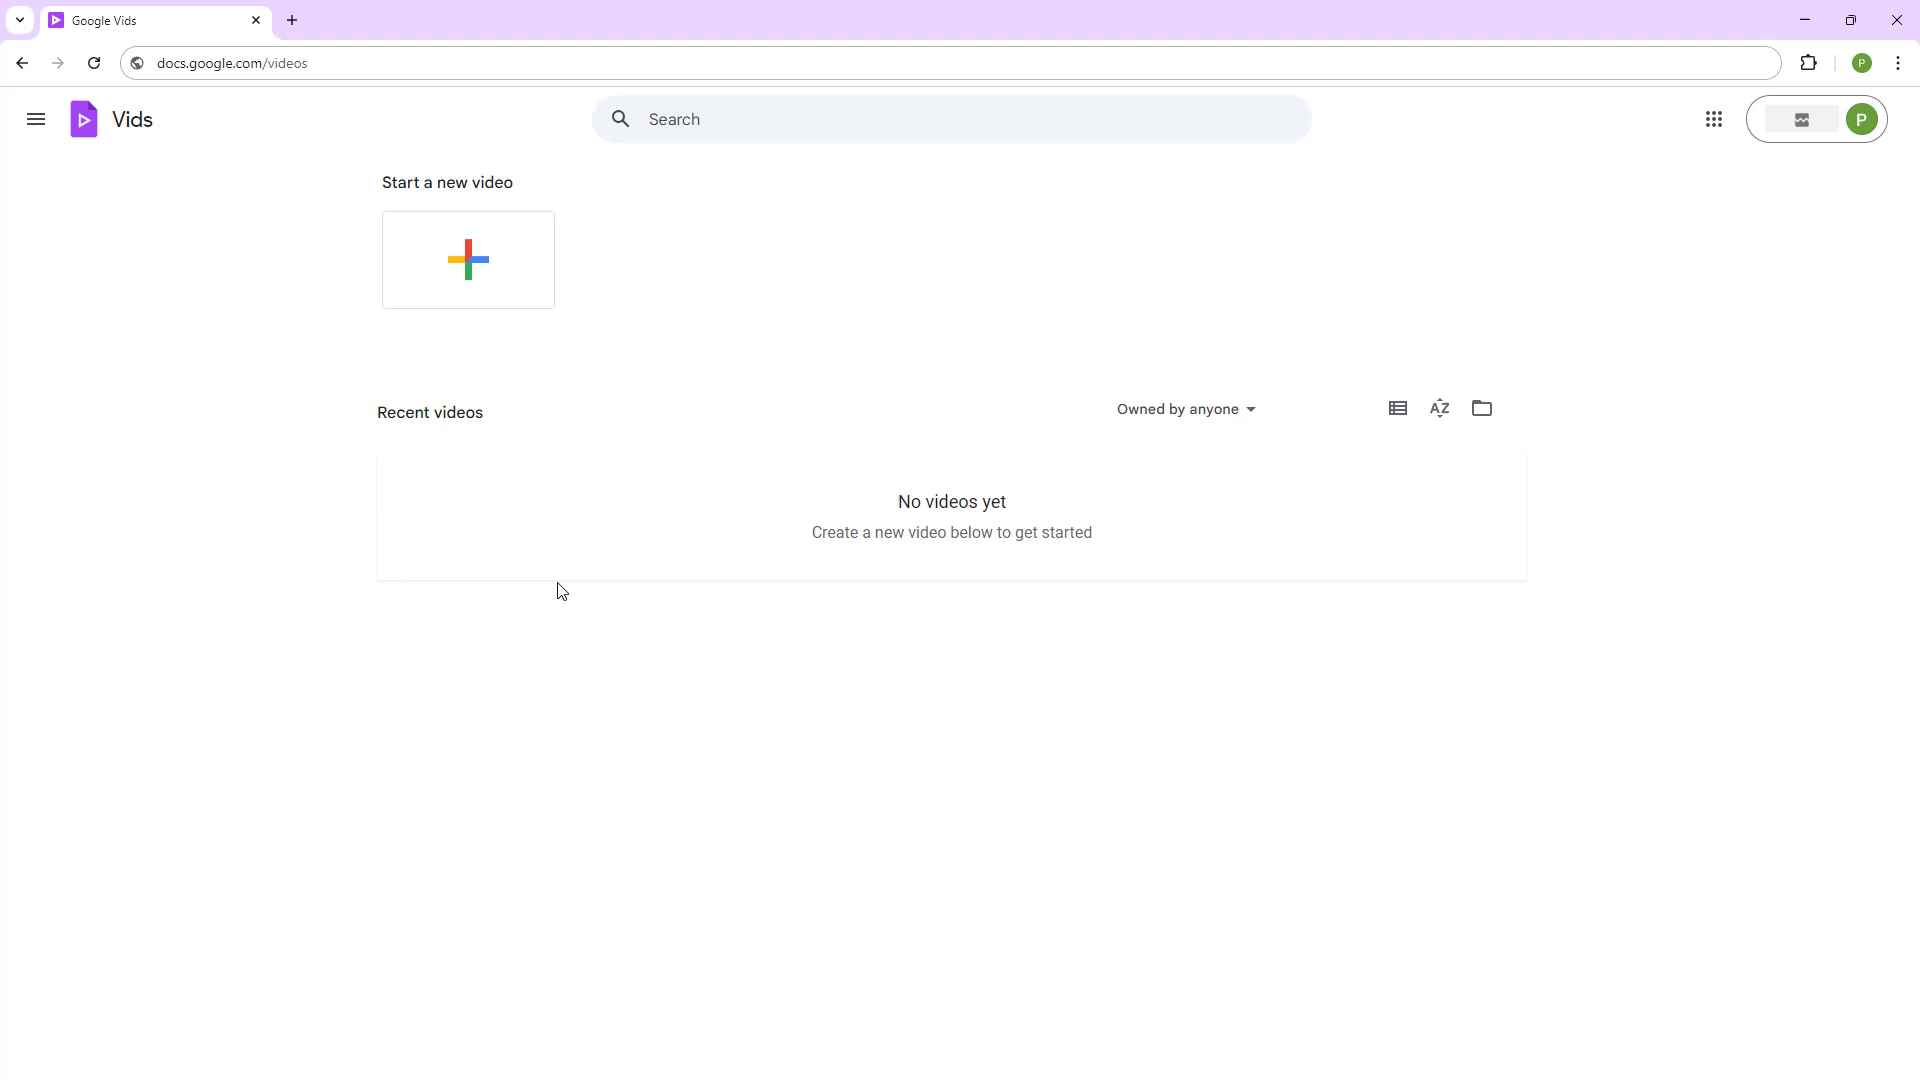 Google Vids
docs.google.com/videos
P
Vids
Search
P
Start a new video
Recent videos
Owned by anyone
AZ
No videos yet
Create a new video below to get started